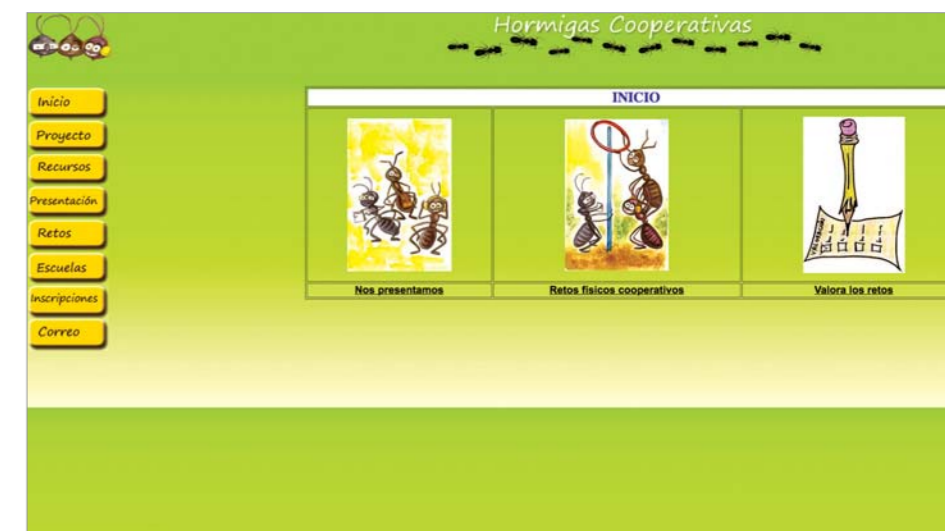 Hormigas Cooperativas
Inicio
Proyecto
Recursos
Presentación
Retos
Escuelas
Inscripciones
Correo
INICIO
Nos presentamos
Retos físicos cooperativos
Valora los retos